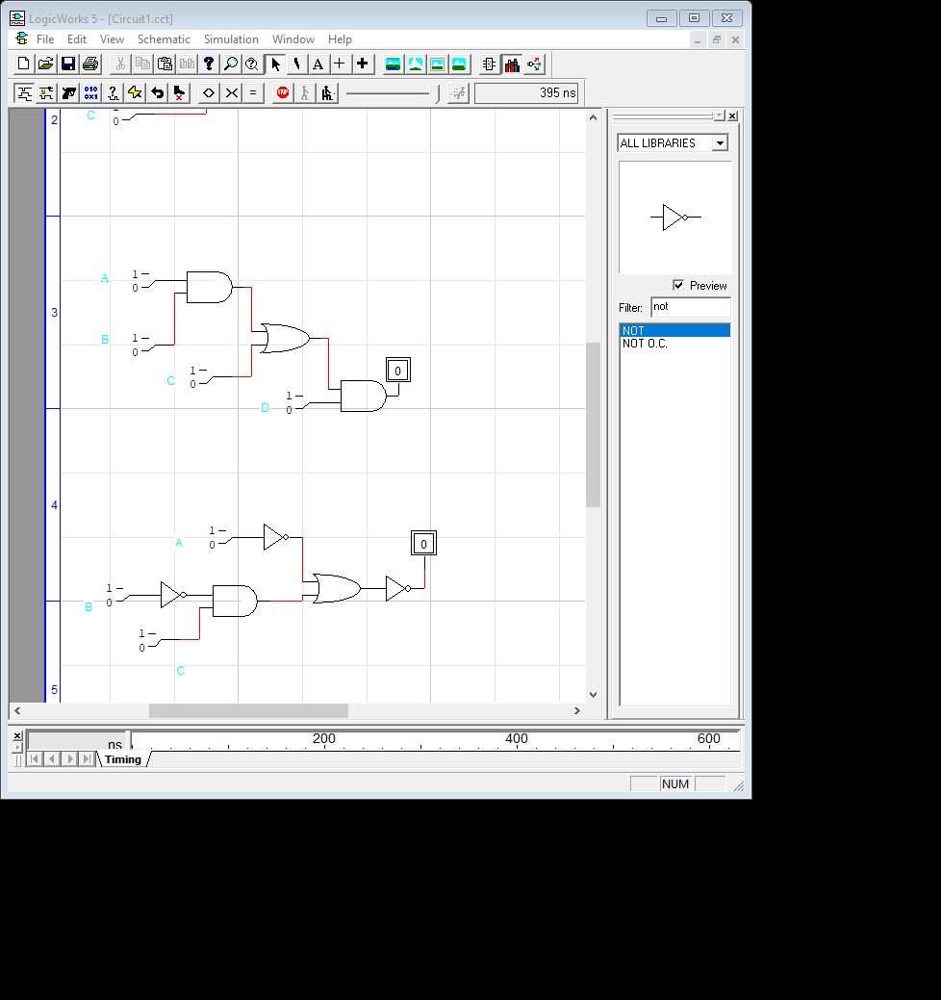 LogicWorks 5 - [Circuit1.cct]
File Edit View Schematic Simulation Window Help
395 ns
2
C
0
ALL LIBRARIES
Preview
Filter: not
NOT
NOT O.C.
3
A
1
0
B
1
0
C
1
0
0
D
1
0
4
A
1
0
0
B
1
0
1
0
C
5
ns 200 400 600
Timing
NUM